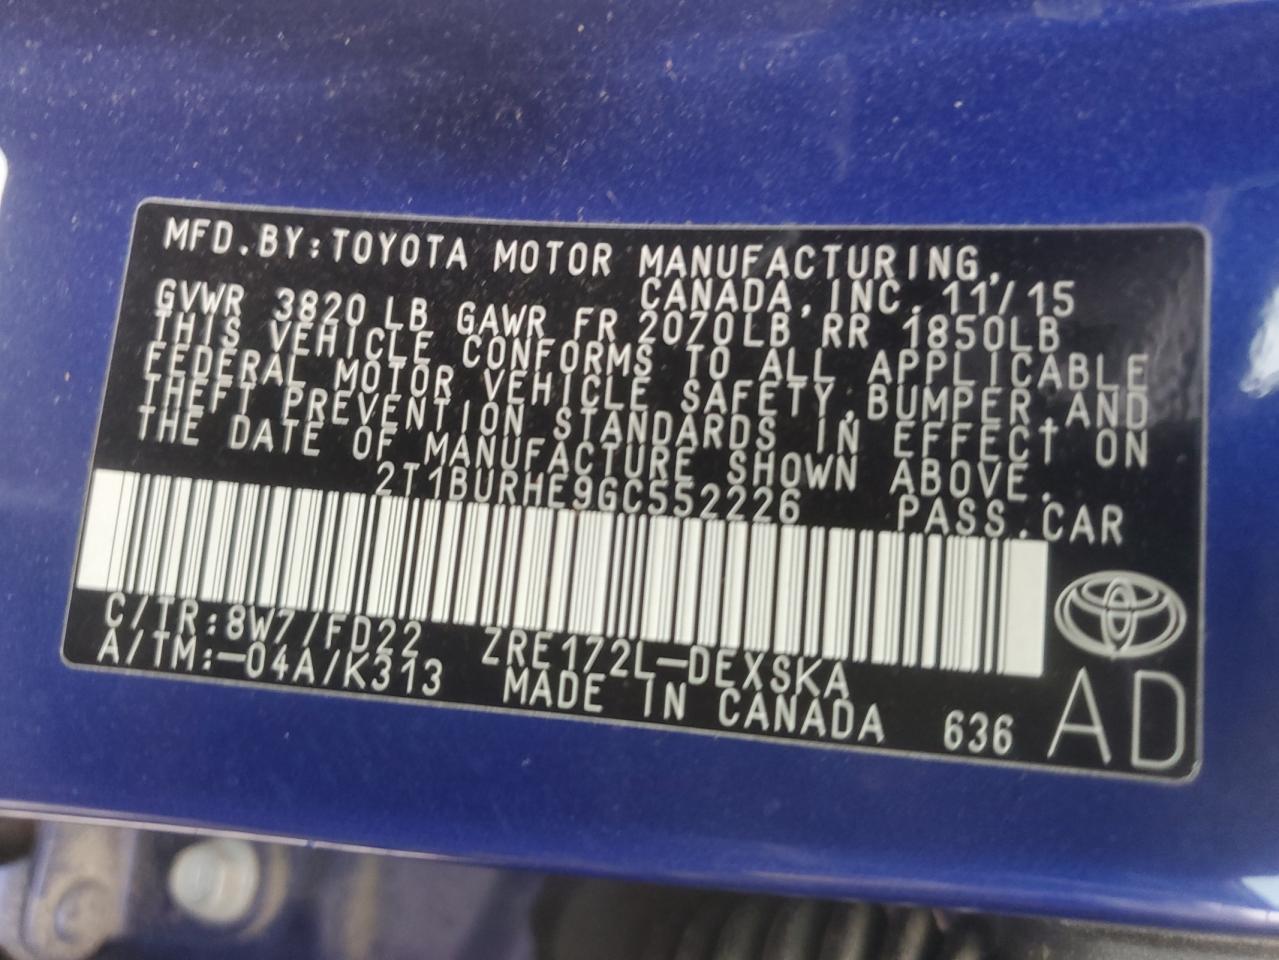 MFD.BY:TOYOTA MOTOR MANUFACTURING,
CANADA,INC. 11/15
GVWR 3820 LB GAWR FR 2070LB RR 1850LB
THIS VEHICLE CONFORMS TO ALL APPLICABLE
FEDERAL MOTOR VEHICLE SAFETY,BUMPER AND
THEFT PREVENTION STANDARDS IN EFFECT ON
THE DATE OF MANUFACTURE SHOWN ABOVE.
2T1BURHE9GC552226 PASS.CAR
C/TR:8W7/FD22 ZRE172L-DEXSKA
A/TM:-04A/K313 MADE IN CANADA 636 AD